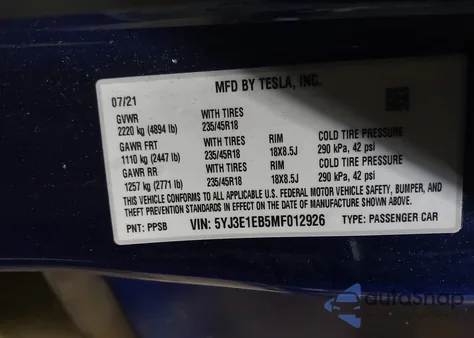 MFD BY TESLA, INC.
07/21
GVWR WITH TIRES
2220 kg (4894 lb) 235/45R18
GAWR FRT WITH TIRES RIM COLD TIRE PRESSURE
1110 kg (2447 lb) 235/45R18 18X8.5J 290 kPa, 42 psi
GAWR RR WITH TIRES RIM COLD TIRE PRESSURE
1257 kg (2771 lb) 235/45R18 18X8.5J 290 kPa, 42 psi
THIS VEHICLE CONFORMS TO ALL APPLICABLE U.S. FEDERAL MOTOR VEHICLE SAFETY, BUMPER, AND
THEFT PREVENTION STANDARDS IN EFFECT ON THE DATE OF MANUFACTURE SHOWN ABOVE.
PNT: PPSB VIN: 5YJ3E1EB5MF012926 TYPE: PASSENGER CAR
autoSnap